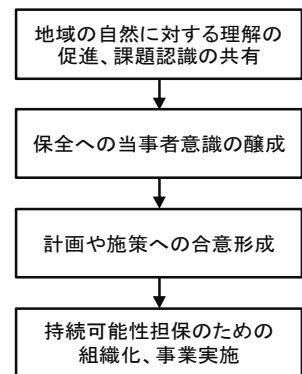 地域の自然に対する理解の
促進、課題認識の共有
保全への当事者意識の醸成
計画や施策への合意形成
持続可能性担保のための
組織化、事業実施